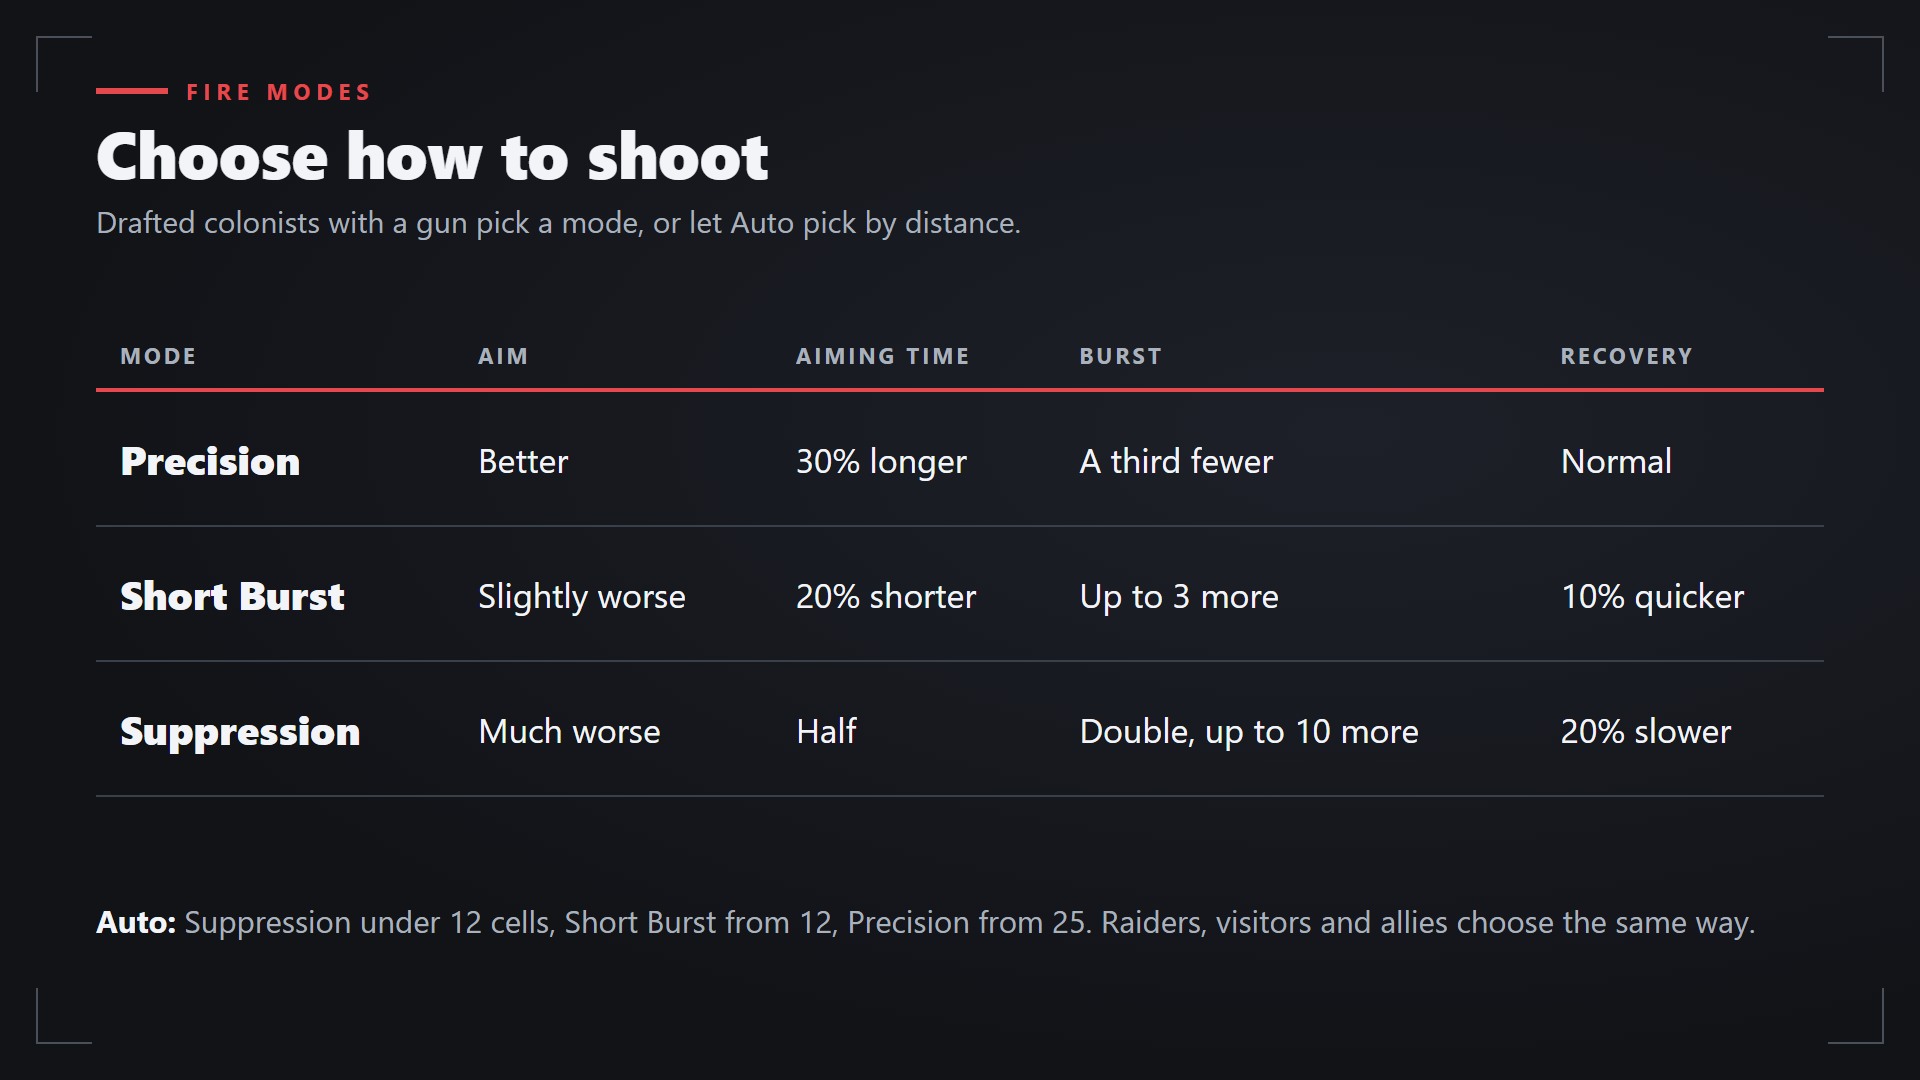 FIRE MODES
Choose how to shoot
Drafted colonists with a gun pick a mode, or let Auto pick by distance.
MODE AIM AIMING TIME BURST RECOVERY
Precision Better 30% longer A third fewer Normal
Short Burst Slightly worse 20% shorter Up to 3 more 10% quicker
Suppression Much worse Half Double, up to 10 more 20% slower
Auto: Suppression under 12 cells, Short Burst from 12, Precision from 25. Raiders, visitors and allies choose the same way.